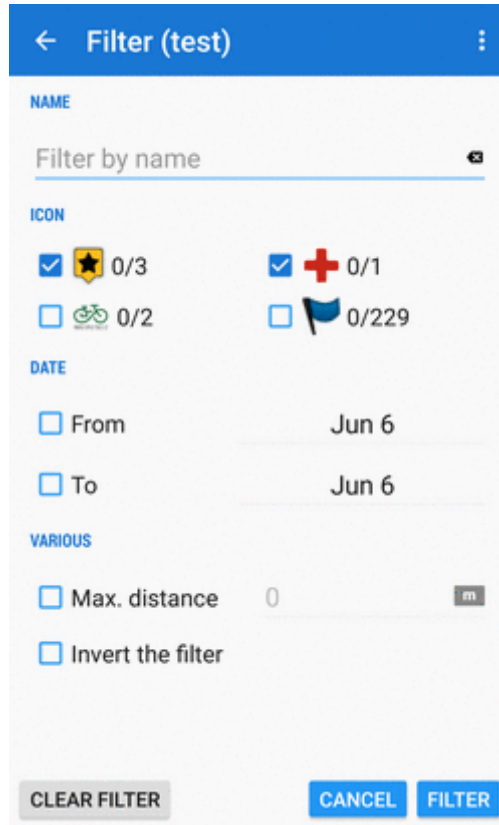 Filter (test)
NAME
Filter by name
ICON
0/3 0/1
0/2 0/229
DATE
From Jun 6
To Jun 6
VARIOUS
Max. distance 0 m
Invert the filter
CLEAR FILTER CANCEL FILTER